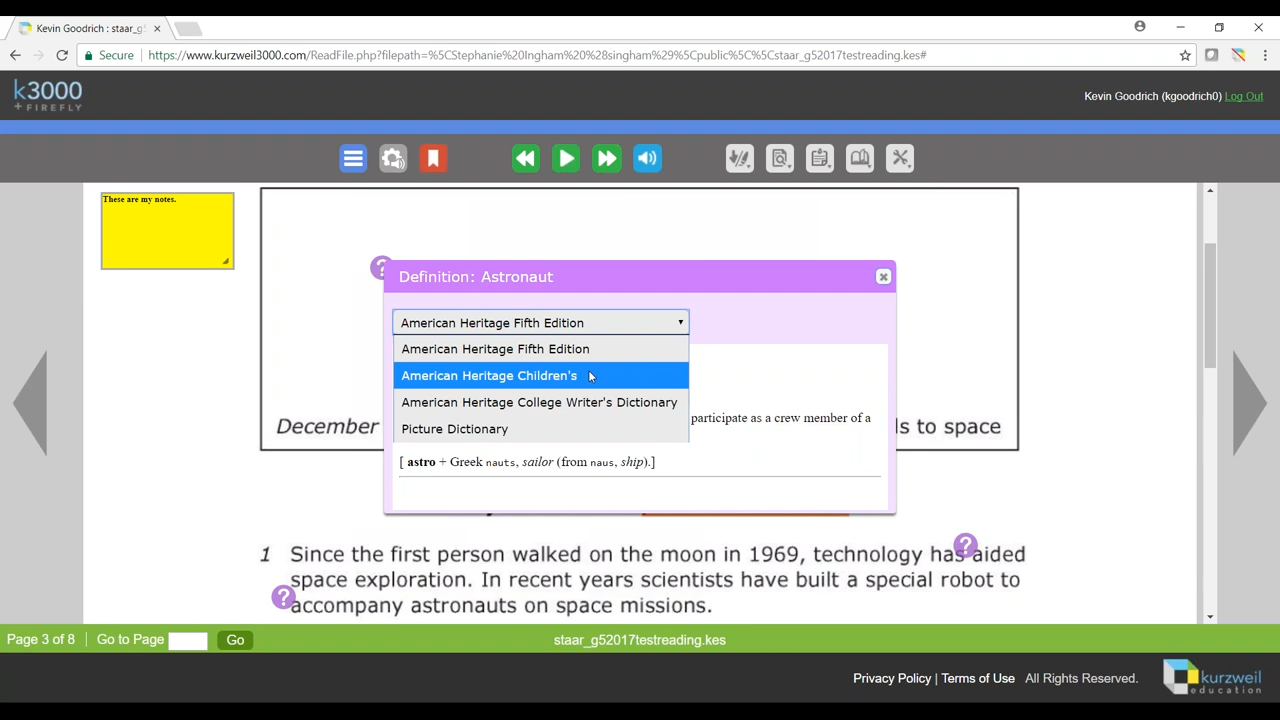 Kevin Goodrich : staar_g5
Secure
https://www.kurzweil3000.com/ReadFile.php?filepath=%5CStephanie%20Ingham%20%28singham%29%5Cpublic%5C%5Cstaar_g52017testreading.kes#
k3000
+FIREFLY
Kevin Goodrich (kgoodrich0) Log Out
These are my notes.
?
Definition: Astronaut
American Heritage Fifth Edition
American Heritage Fifth Edition
American Heritage Children's
American Heritage College Writer's Dictionary
participate as a crew member of a
December
ls to space
Picture Dictionary
[ astro + Greek nauts, sailor (from naus, ship).]
?
1 Since the first person walked on the moon in 1969, technology has aided
space exploration. In recent years scientists have built a special robot to
?
accompany astronauts on space missions.
Page 3 of 8 | Go to Page Go
staar_g52017testreading.kes
Privacy Policy | Terms of Use All Rights Reserved.
kurzweil
education